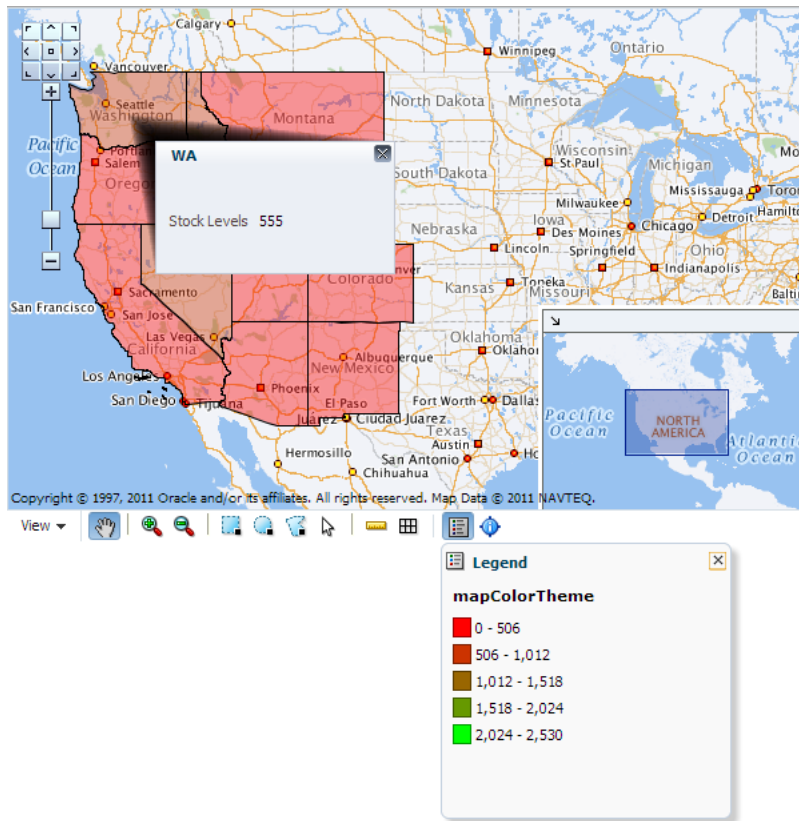 Calgary
Winnipeg
Ontario
Vancouver
Seattle
Washington
Montana
North Dakota
Minnesota
Pacific
Ocean
Salem
WA
Stock Levels 555
South Dakota
Wisconsin
St Paul
Michigan
Mississauga
Milwaukee
Detroit
Chicago
Iowa
Des Moines
Nebraska
Lincoln
Springfield
Ohio
Indianapolis
Colorado
Kansas
Topeka
Missouri
Sacramento
San Francisco
San Jose
Las Vegas
California
Oklahoma
Albuquerque
New Mexico
Los Angeles
Phoenix
San Diego
Tijuana
El Paso
Juárez
Ciudad Juarez
Fort Worth
Dallas
Texas
Austin
San Antonio
Hermosillo
Chihuahua
Pacific
Ocean
NORTH
AMERICA
Atlantic
Ocean
Copyright © 1997, 2011 Oracle and/or its affiliates. All rights reserved. Map Data © 2011 NAVTEQ.
View
Legend
mapColorTheme
0 - 506
506 - 1,012
1,012 - 1,518
1,518 - 2,024
2,024 - 2,530